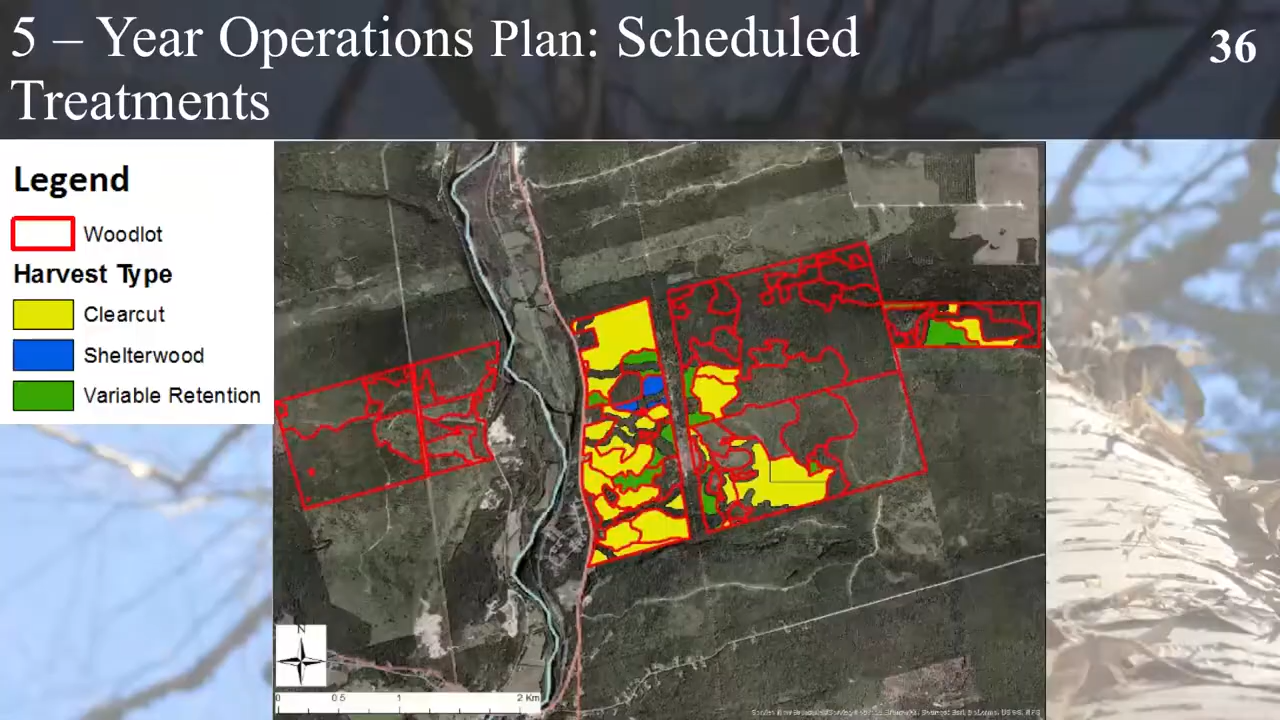 5 – Year Operations Plan: Scheduled
Treatments
36
Legend
Woodlot
Harvest Type
Clearcut
Shelterwood
Variable Retention
N
0 0.5 1 2 Km